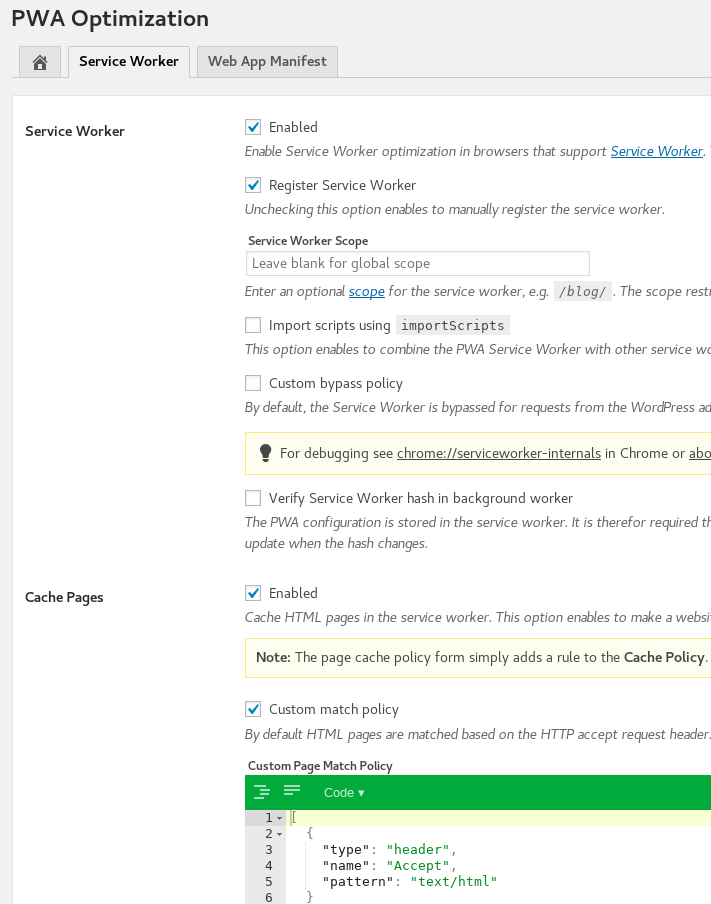 PWA Optimization
Service Worker
Web App Manifest
Service Worker
Enabled
Enable Service Worker optimization in browsers that support Service Worker.
Register Service Worker
Unchecking this option enables to manually register the service worker.
Service Worker Scope
Leave blank for global scope
Enter an optional scope for the service worker, e.g. /blog/ . The scope restr
Import scripts using importScripts
This option enables to combine the PWA Service Worker with other service wo
Custom bypass policy
By default, the Service Worker is bypassed for requests from the WordPress ad
For debugging see chrome://serviceworker-internals in Chrome or abo
Verify Service Worker hash in background worker
The PWA configuration is stored in the service worker. It is therefor required th
update when the hash changes.
Cache Pages
Enabled
Cache HTML pages in the service worker. This option enables to make a websi
Note: The page cache policy form simply adds a rule to the Cache Policy.
Custom match policy
By default HTML pages are matched based on the HTTP accept request header.
Custom Page Match Policy
Code ▾
1 [
2 {
3 "type": "header",
4 "name": "Accept",
5 "pattern": "text/html"
6 }